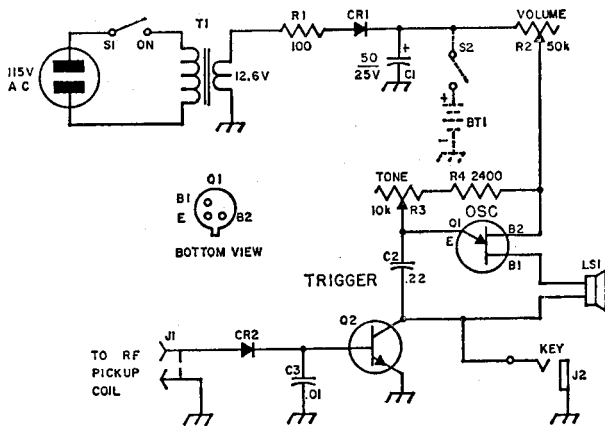 115V
AC
S1
ON
T1
12.6V
R1
100
CR1
50
25V
+
C1
S2
+
BT1
-
VOLUME
R2
50k
Q1
B1
E
B2
BOTTOM VIEW
TONE
10k
R3
R4 2400
OSC
Q1
E
B2
B1
LS1
C2
.22
TRIGGER
Q2
J1
TO RF
PICKUP
COIL
CR2
C3
.01
KEY
J2